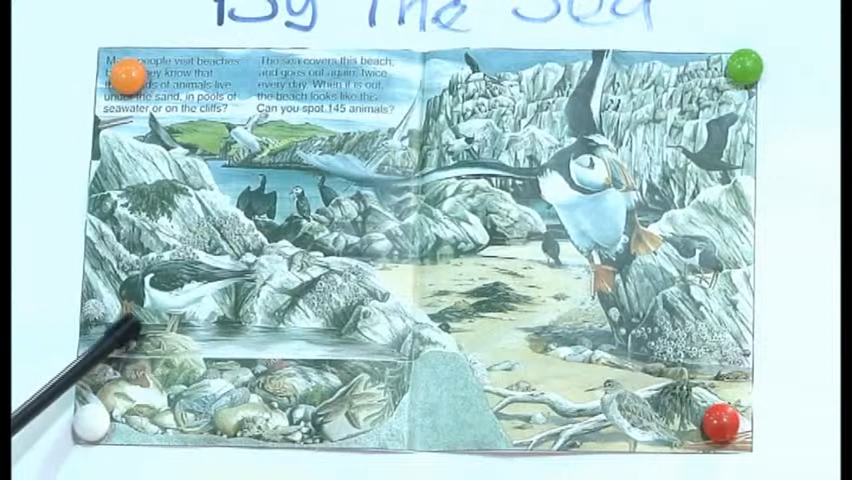 By The Sea
people visit beaches
they know that
of animals live
under the sand, in pools of
seawater or on the cliffs?
The sea covers this beach,
and goes out again, twice
every day. When it is out,
the beach looks like this.
Can you spot 145 animals?